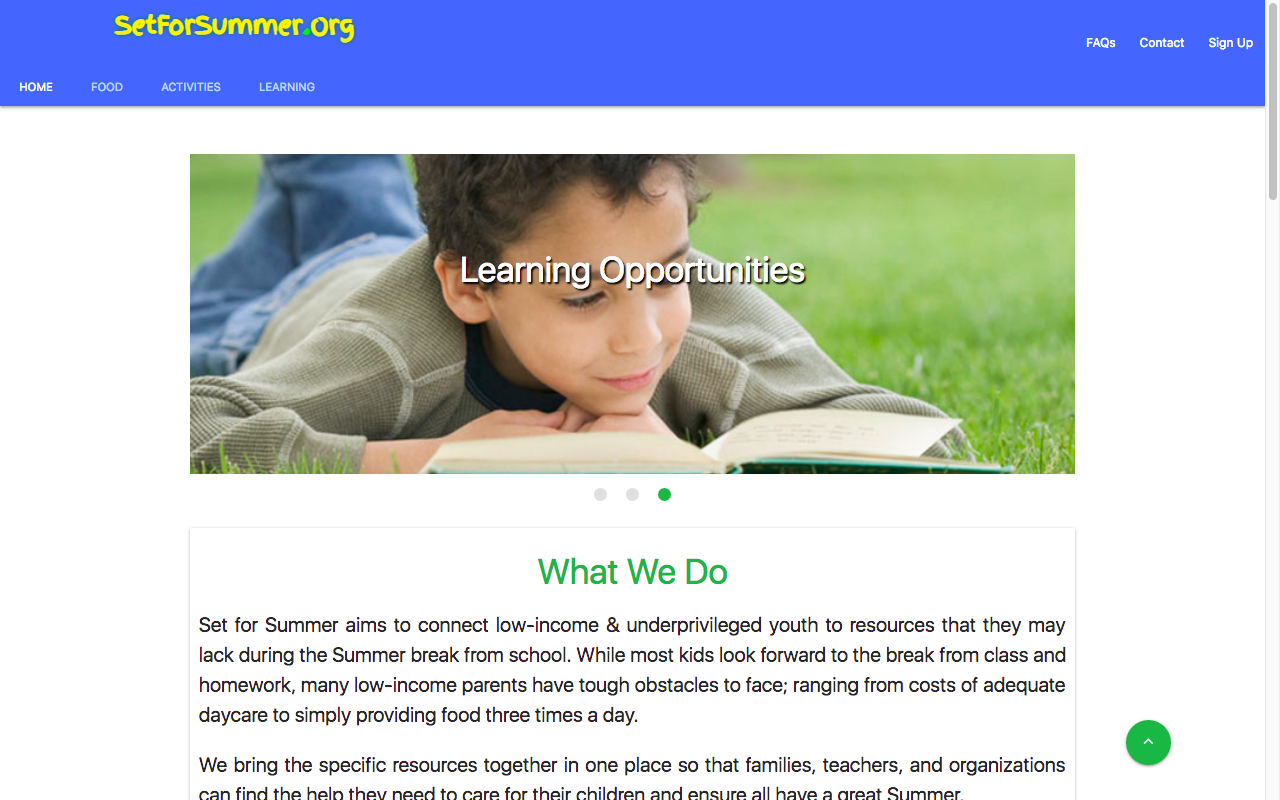 SetForSummer.Org
FAQs Contact Sign Up
HOME FOOD ACTIVITIES LEARNING
Learning Opportunities
What We Do
Set for Summer aims to connect low-income & underprivileged youth to resources that they may
lack during the Summer break from school. While most kids look forward to the break from class and
homework, many low-income parents have tough obstacles to face; ranging from costs of adequate
daycare to simply providing food three times a day.
We bring the specific resources together in one place so that families, teachers, and organizations
can find the help they need to care for their children and ensure all have a great Summer.